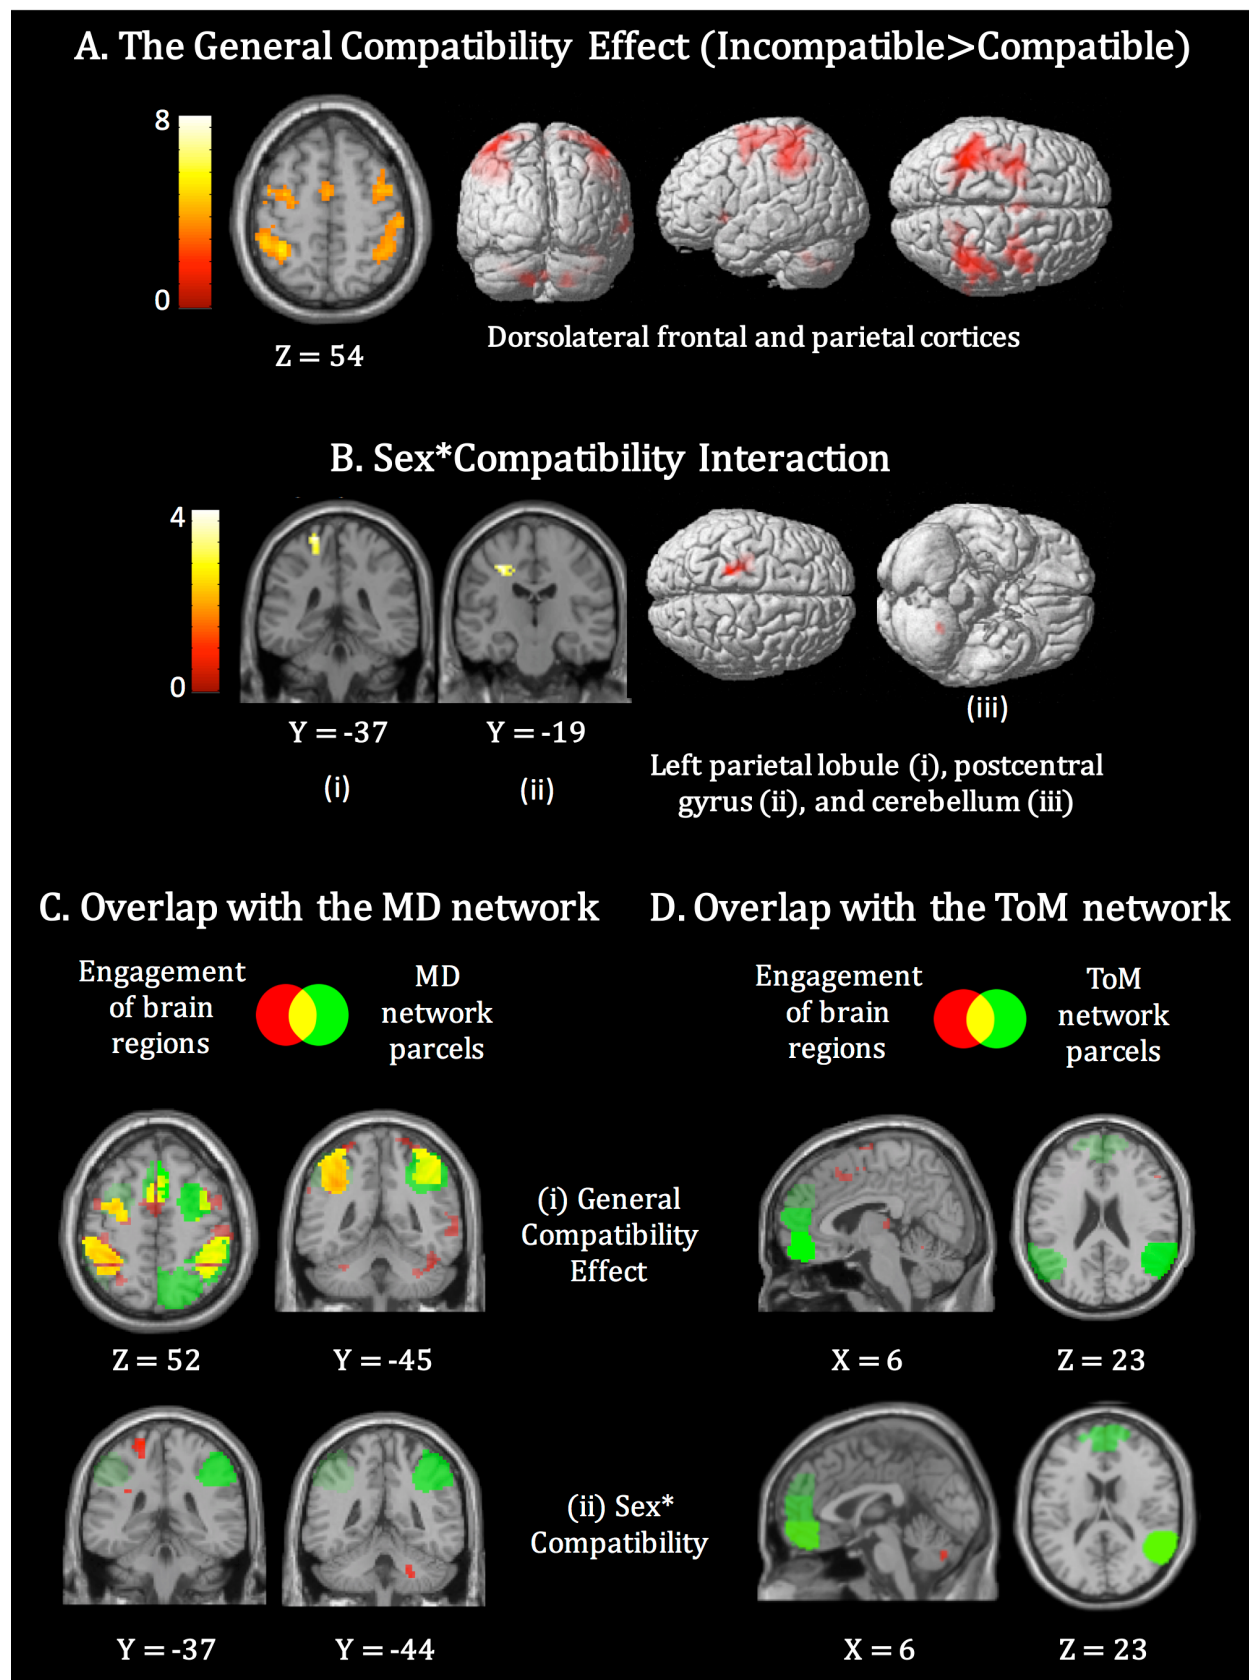 A. The General Compatibility Effect (Incompatible>Compatible)
8
0
Z = 54
Dorsolateral frontal and parietal cortices
B. Sex*Compatibility Interaction
4
0
Y = -37
Y = -19
(i)
(ii)
(iii)
Left parietal lobule (i), postcentral
gyrus (ii), and cerebellum (iii)
C. Overlap with the MD network
Engagement
of brain
regions
MD
network
parcels
D. Overlap with the ToM network
Engagement
of brain
regions
ToM
network
parcels
(i) General
Compatibility
Effect
Z = 52
Y = -45
X = 6
Z = 23
(ii) Sex*
Compatibility
Y = -37
Y = -44
X = 6
Z = 23